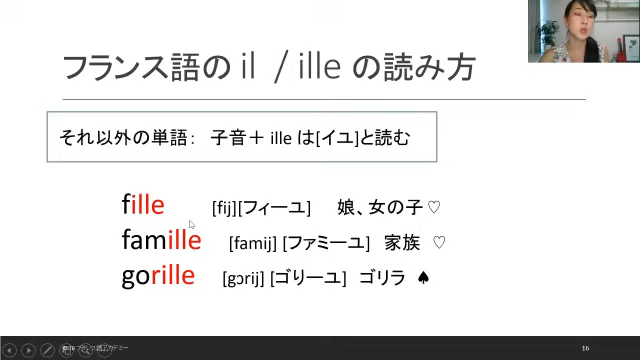 フランス語の il / ille の読み方
それ以外の単語： 子音＋ ille は[イユ]と読む
fille [fij][フィーユ] 娘、女の子 ♡
famille [famij] [ファミーユ] 家族 ♡
gorille [gɔrij] [ゴりーユ] ゴリラ ♠
16